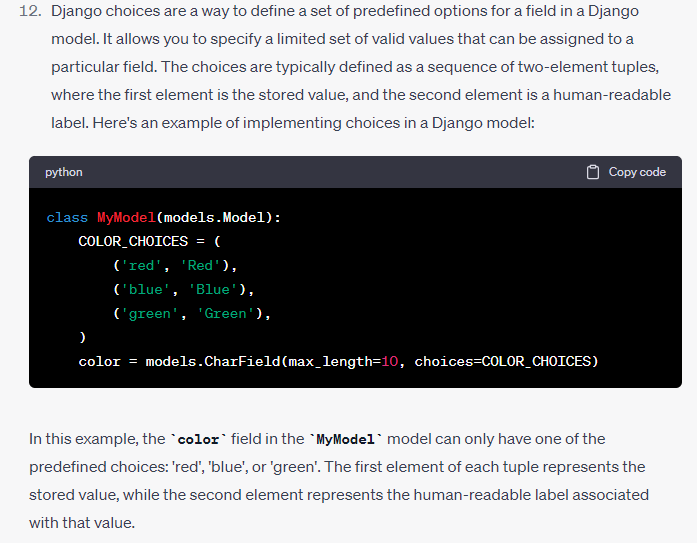 12. Django choices are a way to define a set of predefined options for a field in a Django
model. It allows you to specify a limited set of valid values that can be assigned to a
particular field. The choices are typically defined as a sequence of two-element tuples,
where the first element is the stored value, and the second element is a human-readable
label. Here's an example of implementing choices in a Django model:
python
Copy code
class MyModel(models.Model):
    COLOR_CHOICES = (
        ('red', 'Red'),
        ('blue', 'Blue'),
        ('green', 'Green'),
    )
    color = models.CharField(max_length=10, choices=COLOR_CHOICES)
In this example, the `color` field in the `MyModel` model can only have one of the
predefined choices: 'red', 'blue', or 'green'. The first element of each tuple represents the
stored value, while the second element represents the human-readable label associated
with that value.